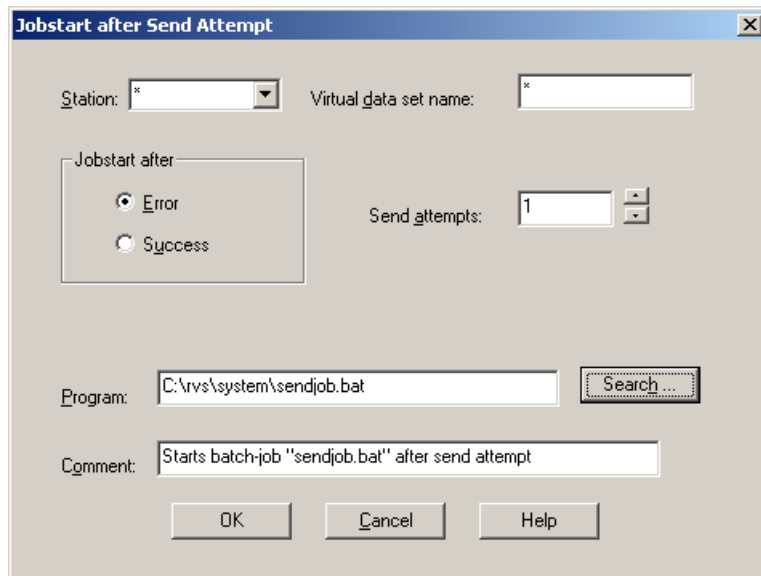 Jobstart after Send Attempt
Station: * Virtual data set name: *
Jobstart after
Error
Send attempts: 1
Success
Program: C:\rvs\system\sendjob.bat Search ...
Comment: Starts batch-job "sendjob.bat" after send attempt
OK Cancel Help